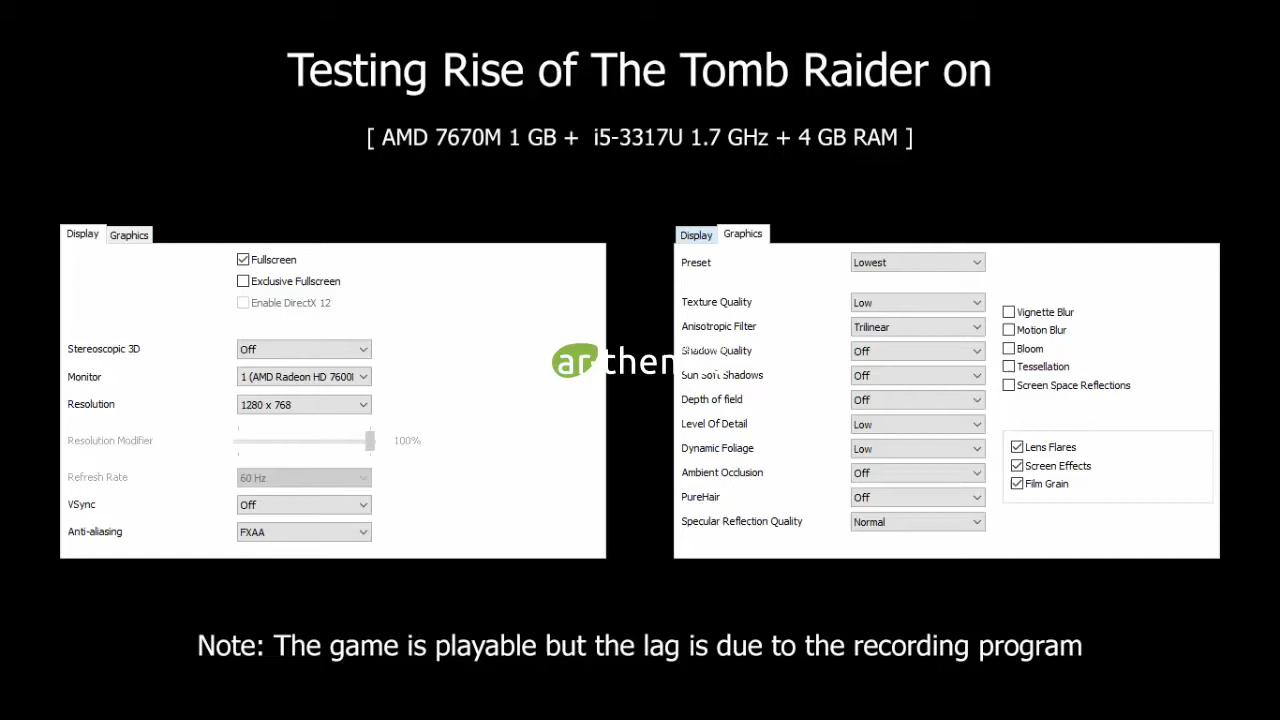 Testing Rise of The Tomb Raider on
[ AMD 7670M 1 GB + i5-3317U 1.7 GHz + 4 GB RAM ]
Display Graphics
Fullscreen
Exclusive Fullscreen
Enable DirectX 12
Stereoscopic 3D Off
Monitor 1 (AMD Radeon HD 7600
Resolution 1280 x 768
Resolution Modifier 100%
Refresh Rate 60 Hz
VSync Off
Anti-aliasing FXAA
Display Graphics
Preset Lowest
Texture Quality Low
Anisotropic Filter Trilinear
Shadow Quality Off
Sun Soft Shadows Off
Depth of field Off
Level Of Detail Low
Dynamic Foliage Low
Ambient Occlusion Off
PureHair Off
Specular Reflection Quality Normal
Vignette Blur
Motion Blur
Bloom
Tessellation
Screen Space Reflections
Lens Flares
Screen Effects
Film Grain
Note: The game is playable but the lag is due to the recording program